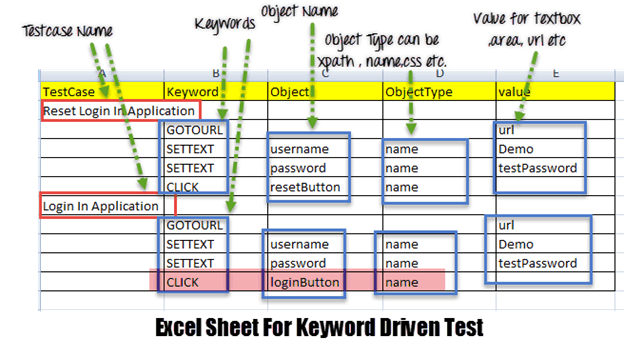 Testcase Name
Keywords
Object Name
Object Type can be
xpath , name,css etc.
Value for textbox
,area, url etc
A B C D E
TestCase Keyword Object ObjectType value
Reset Login In Application
GOTOURL url
SETTEXT username name Demo
SETTEXT password name testPassword
CLICK resetButton name
Login In Application
GOTOURL url
SETTEXT username name Demo
SETTEXT password name testPassword
CLICK loginButton name
Excel Sheet For Keyword Driven Test